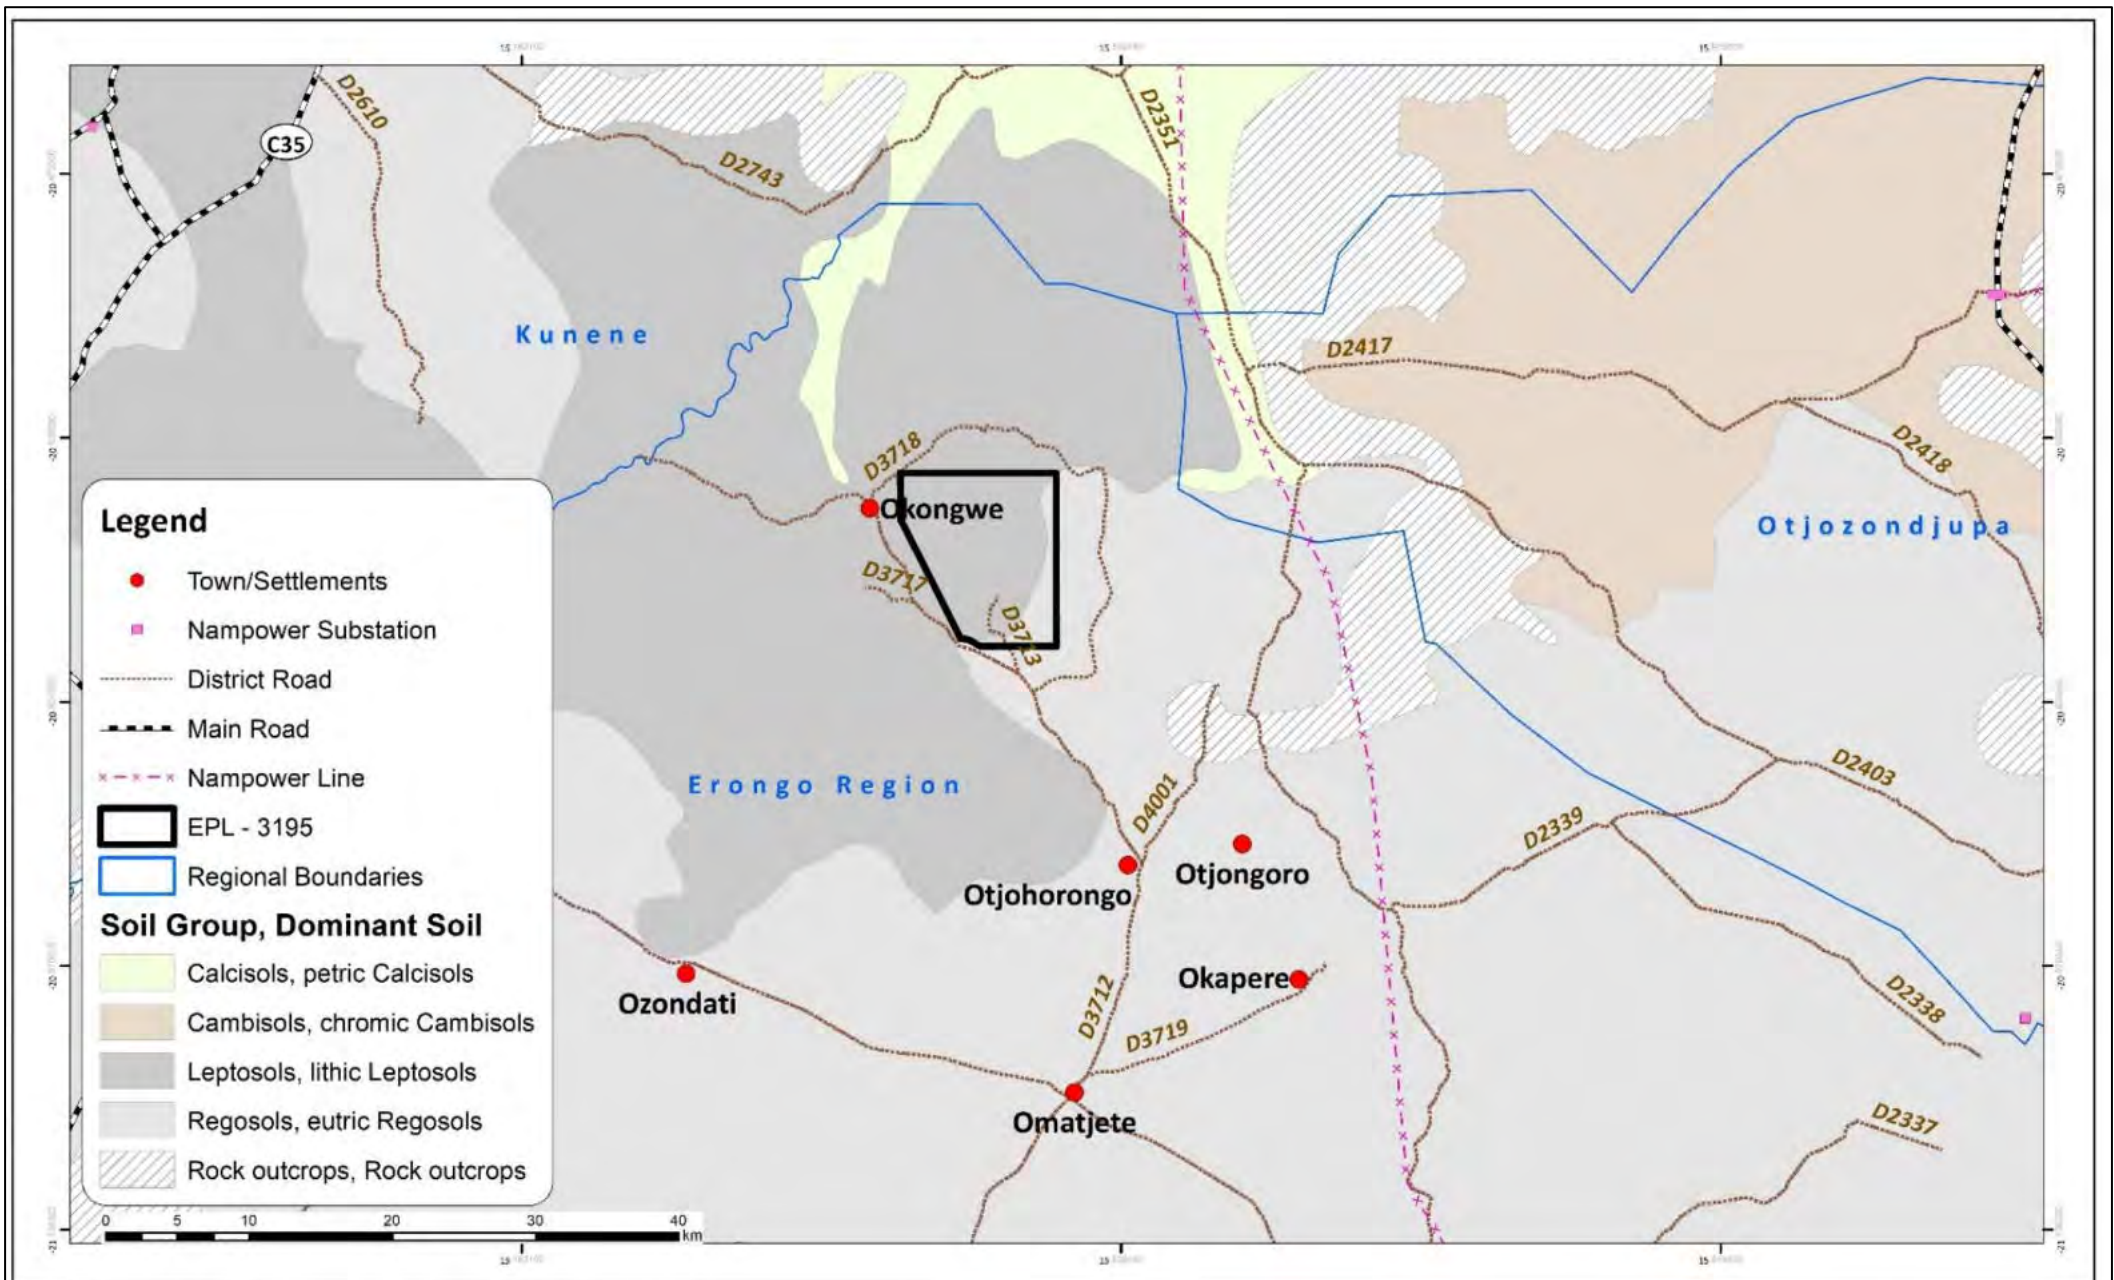 D2610
C35
D2743
D2351
Kunene
D2417
D2418
Otjozondjupa
D3718
Okongwe
D3717
D3713
Erongo Region
D4001
D2403
D2339
Otjongoro
Otjohorongo
Okapere
Ozondati
D3712
D3719
D2338
Omatjete
D2337
Legend
Town/Settlements
Nampower Substation
District Road
Main Road
Nampower Line
EPL - 3195
Regional Boundaries
Soil Group, Dominant Soil
Calcisols, petric Calcisols
Cambisols, chromic Cambisols
Leptosols, lithic Leptosols
Regosols, eutric Regosols
Rock outcrops, Rock outcrops
0 5 10 20 30 40
km